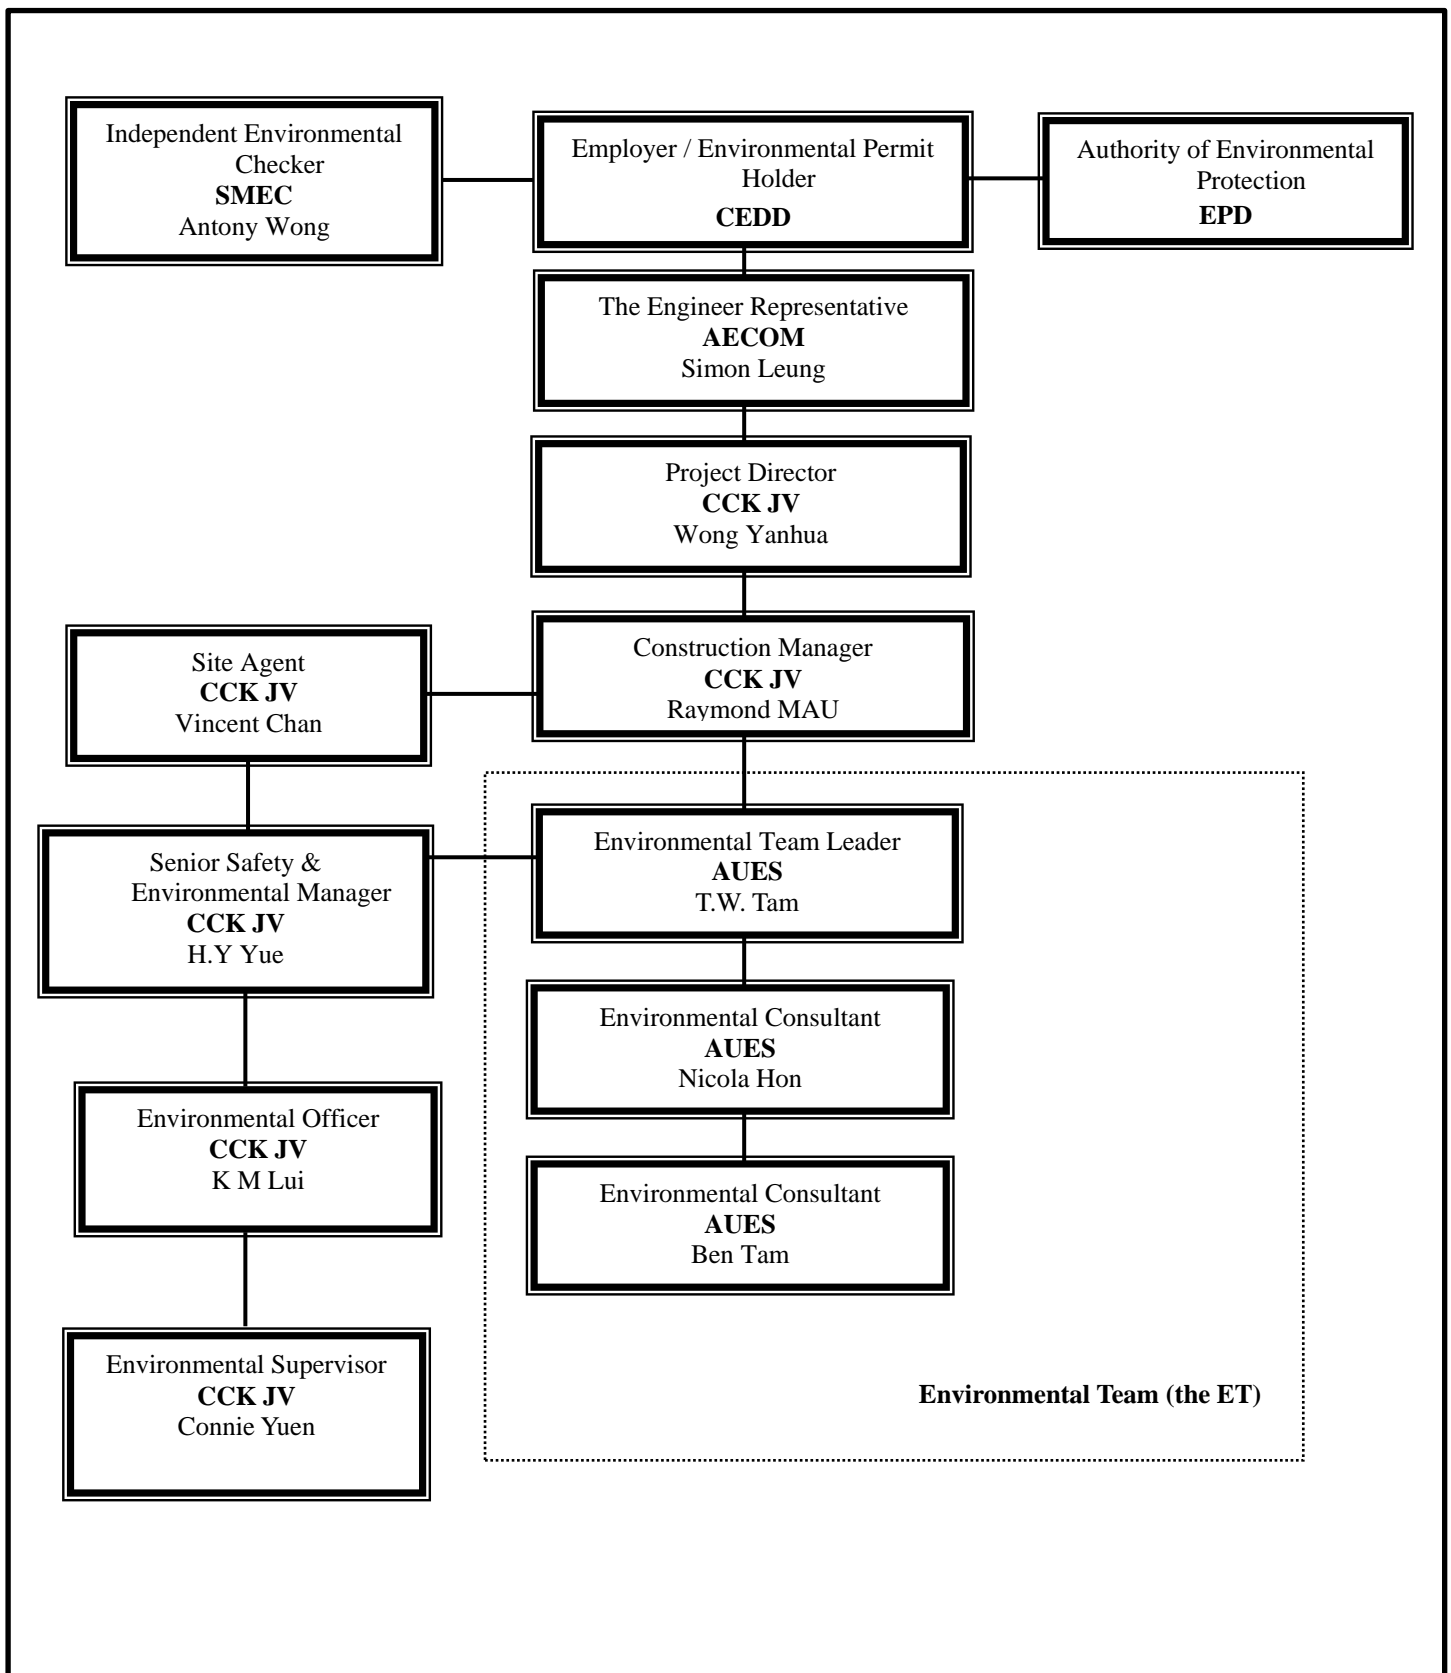 Independent Environmental
Checker
SMEC
Antony Wong
Employer / Environmental Permit
Holder
CEDD
Authority of Environmental
Protection
EPD
The Engineer Representative
AECOM
Simon Leung
Project Director
CCK JV
Wong Yanhua
Construction Manager
CCK JV
Raymond MAU
Site Agent
CCK JV
Vincent Chan
Senior Safety &
Environmental Manager
CCK JV
H.Y Yue
Environmental Team Leader
AUES
T.W. Tam
Environmental Consultant
AUES
Nicola Hon
Environmental Officer
CCK JV
K M Lui
Environmental Consultant
AUES
Ben Tam
Environmental Supervisor
CCK JV
Connie Yuen
Environmental Team (the ET)